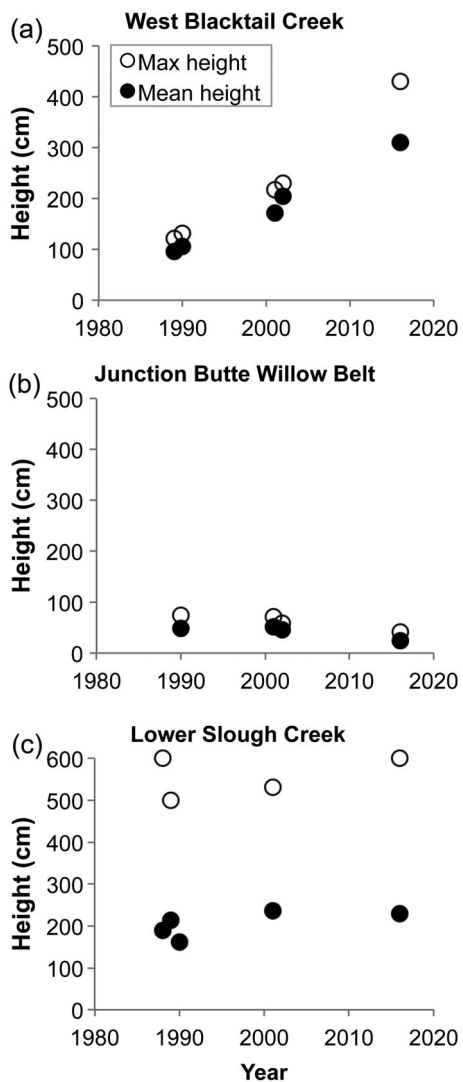 (a)
West Blacktail Creek
500
400
300
200
100
0
Height (cm)
Max height
Mean height
1980 1990 2000 2010 2020
(b)
Junction Butte Willow Belt
500
400
300
200
100
0
Height (cm)
1980 1990 2000 2010 2020
(c)
Lower Slough Creek
600
500
400
300
200
100
0
Height (cm)
1980 1990 2000 2010 2020
Year